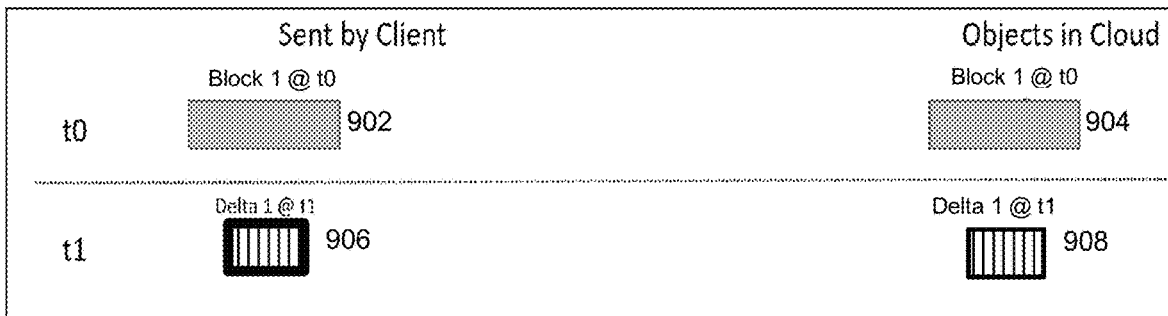 Sent by Client Objects in Cloud
Block 1 @ t0 Block 1 @ t0
t0 902 904
Delta 1 @ t1 Delta 1 @ t1
t1 906 908